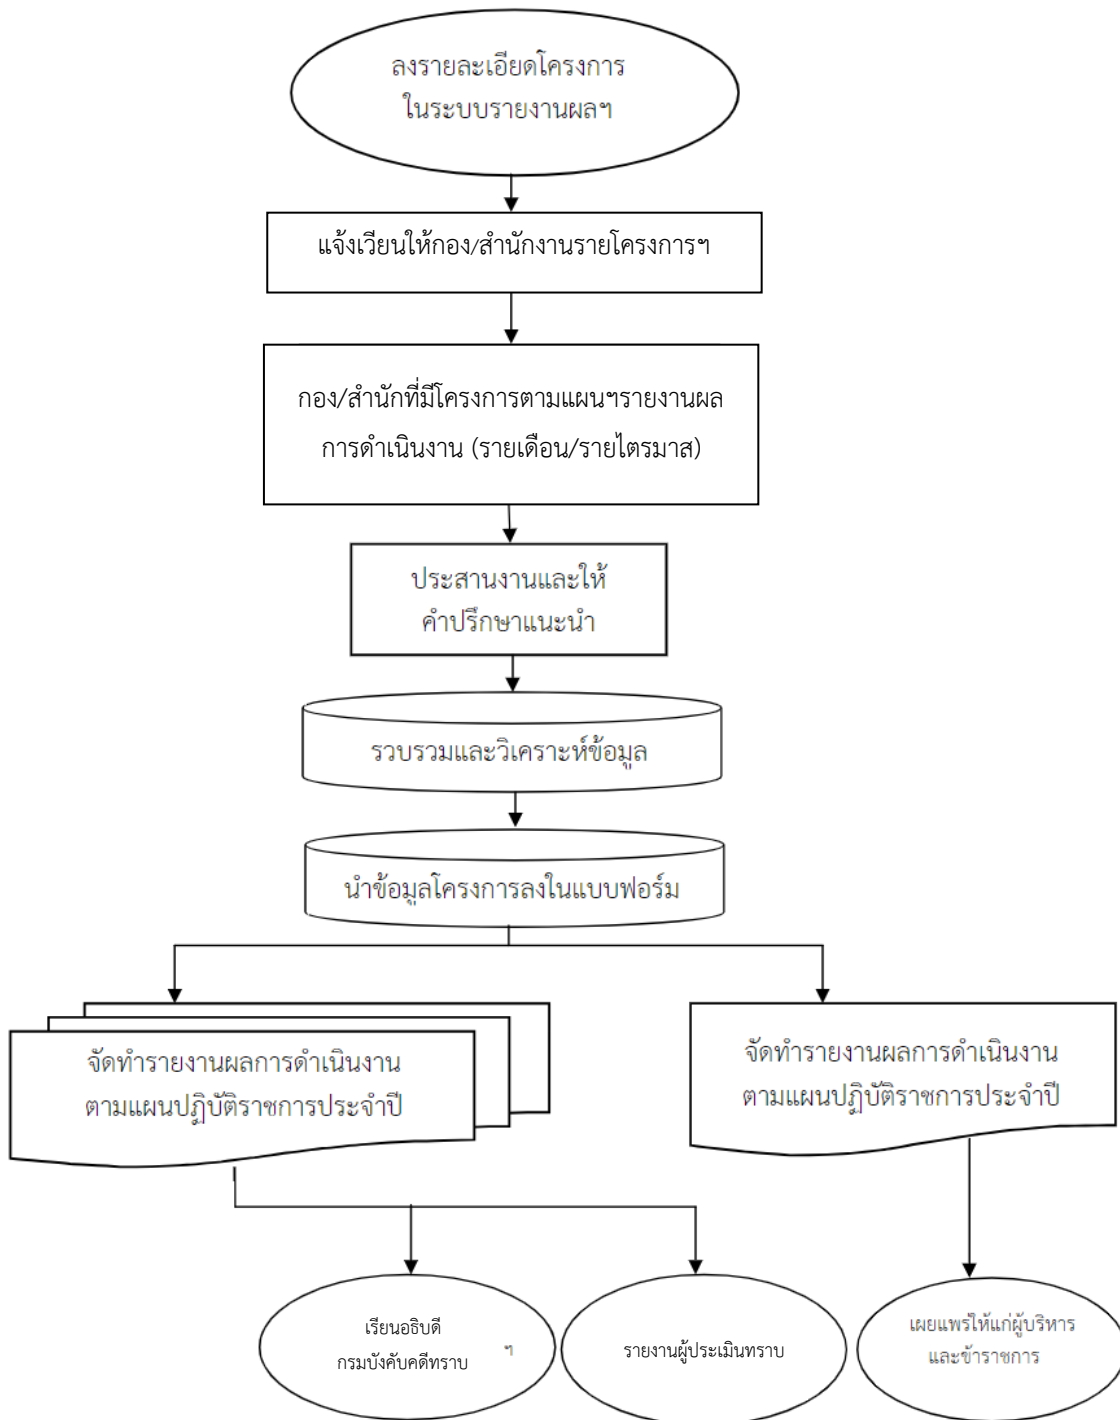 ลงรายละเอียดโครงการ
ในระบบรายงานผลฯ
แจ้งเวียนให้กอง/สำนักงานรายโครงการฯ
กอง/สำนักที่มีโครงการตามแผนฯรายงานผล
การดำเนินงาน (รายเดือน/รายไตรมาส)
ประสานงานและให้
คำปรึกษาแนะนำ
รวบรวมและวิเคราะห์ข้อมูล
นำข้อมูลโครงการลงในแบบฟอร์ม
จัดทำรายงานผลการดำเนินงาน
ตามแผนปฏิบัติราชการประจำปี
จัดทำรายงานผลการดำเนินงาน
ตามแผนปฏิบัติราชการประจำปี
เรียนอธิบดี
กรมบังคับคดีทราบ ฯ
รายงานผู้ประเมินทราบ
เผยแพร่ให้แก่ผู้บริหาร
และข้าราชการ